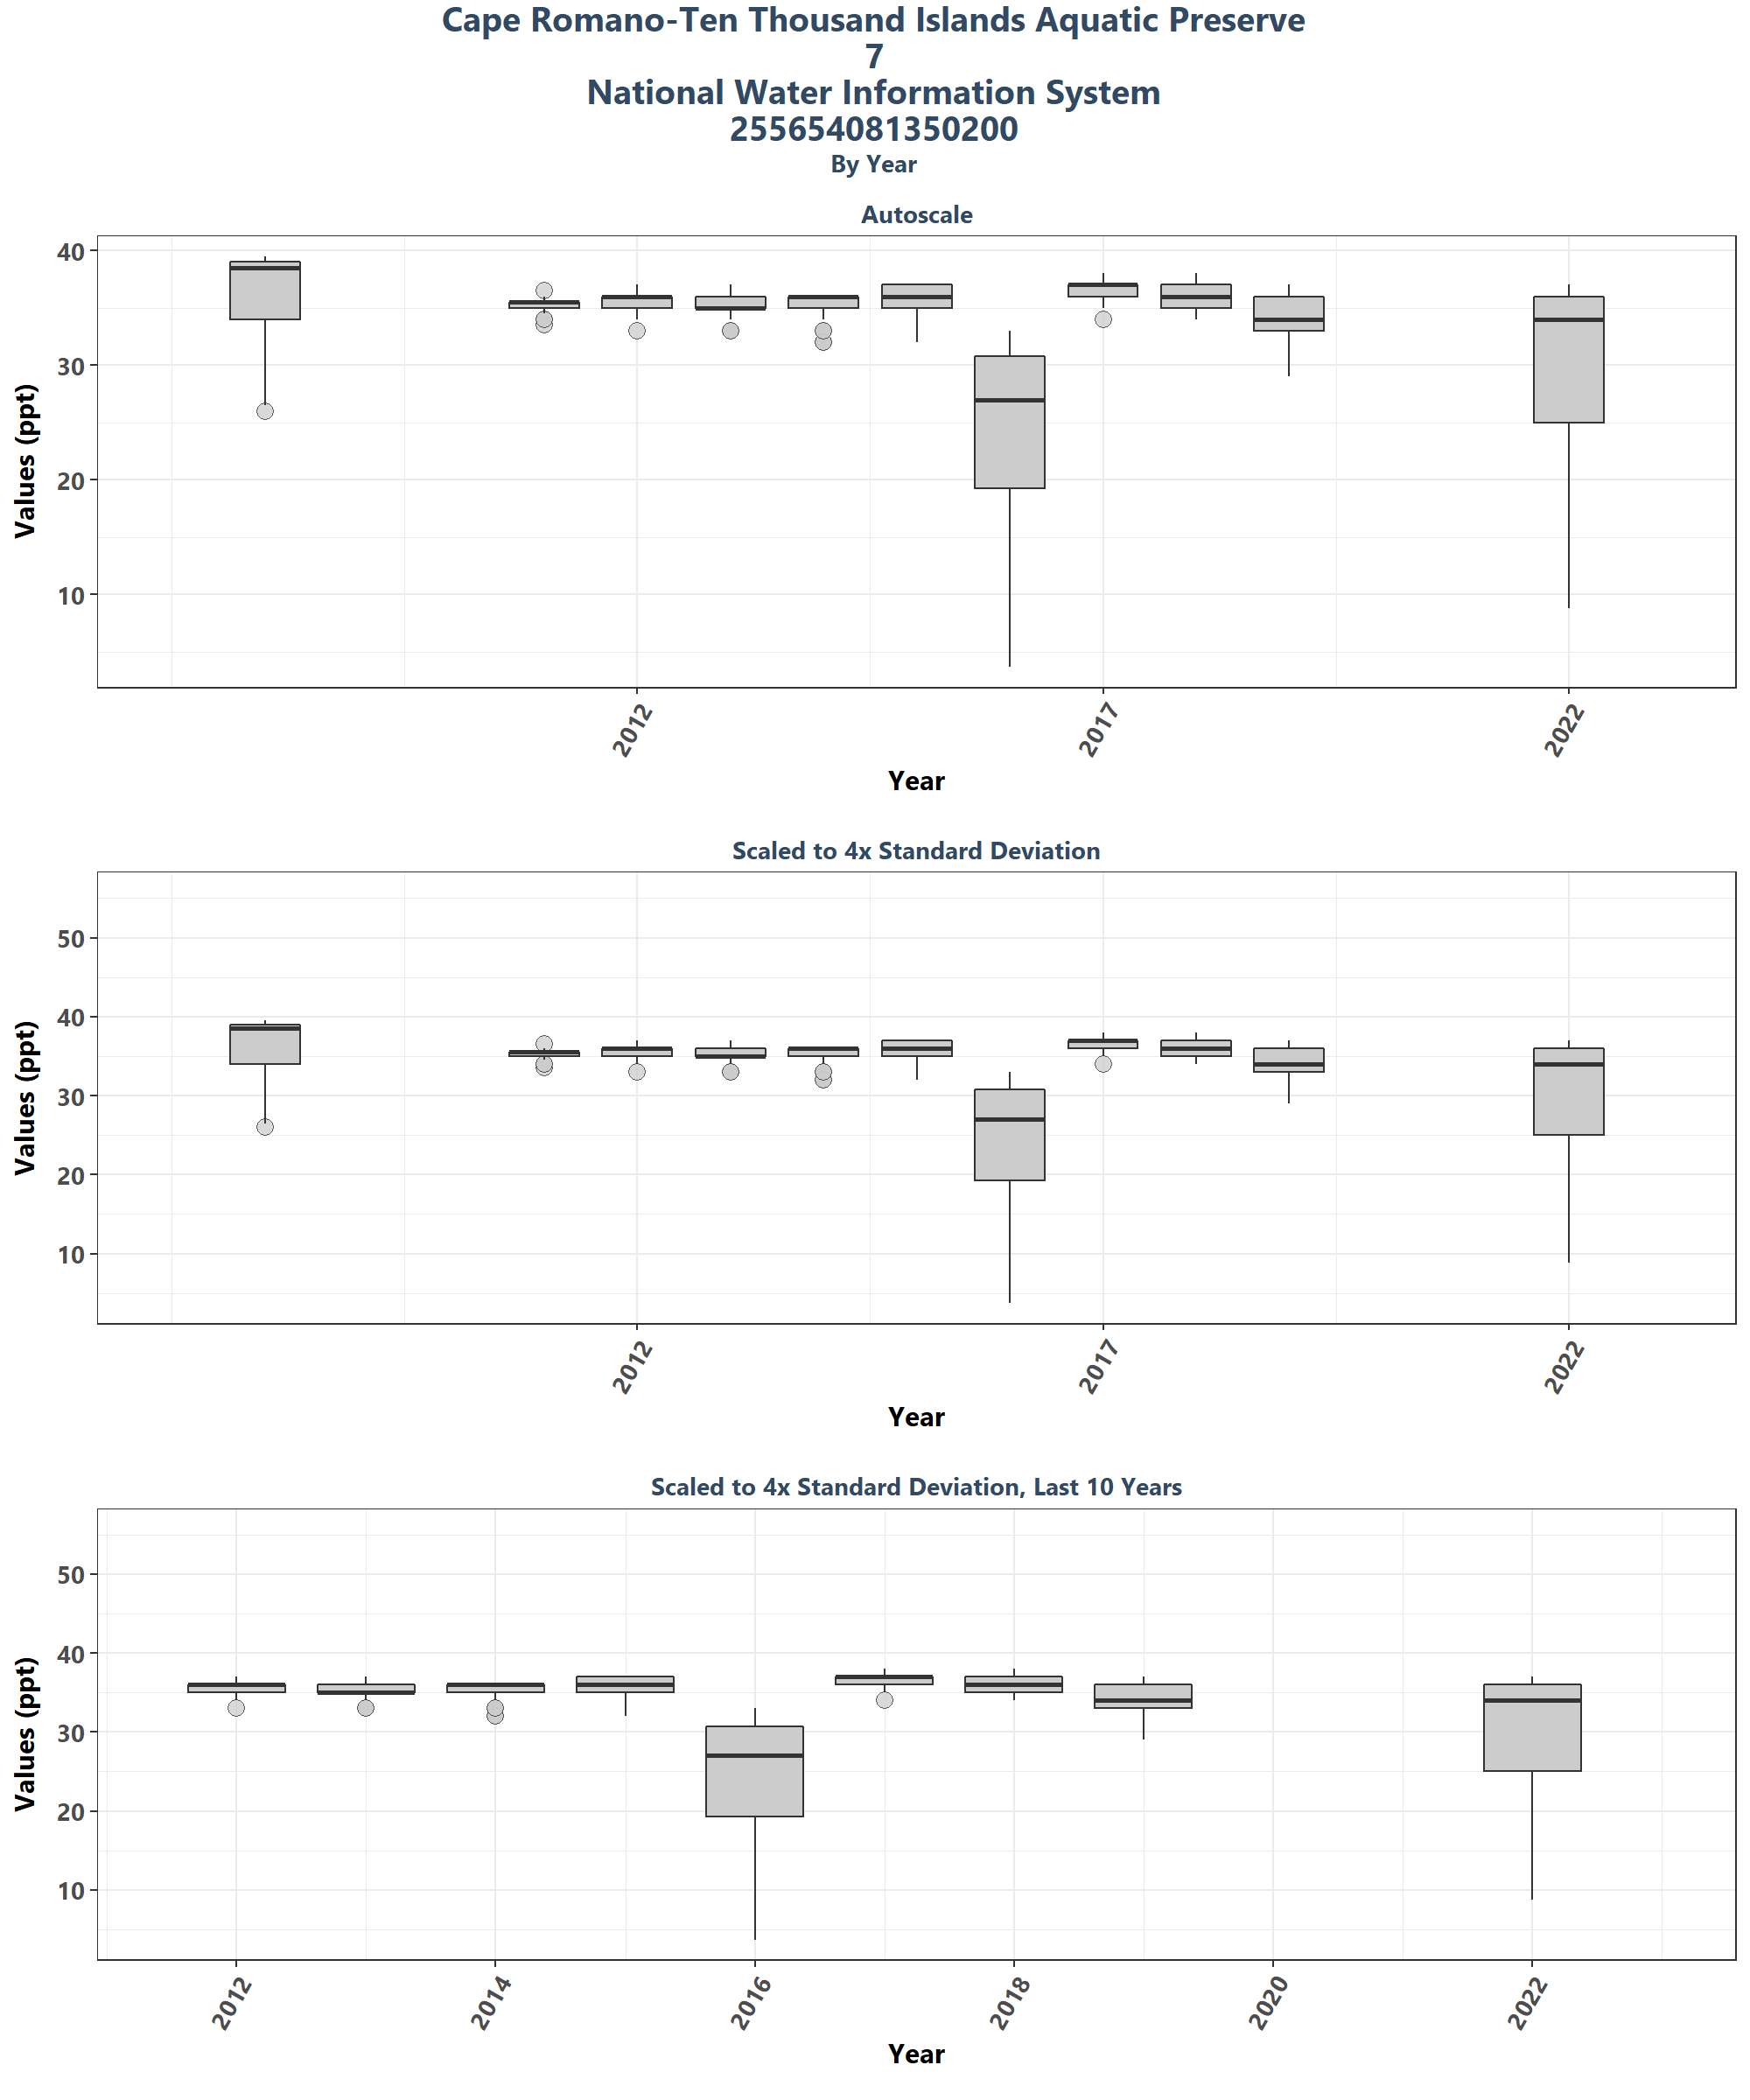 Cape Romano-Ten Thousand Islands Aquatic Preserve
7
National Water Information System
255654081350200
By Year
Autoscale
Values (ppt)
40
30
20
10
2012
2017
2022
Year
Scaled to 4x Standard Deviation
Values (ppt)
50
40
30
20
10
2012
2017
2022
Year
Scaled to 4x Standard Deviation, Last 10 Years
Values (ppt)
50
40
30
20
10
2012
2014
2016
2018
2020
2022
Year